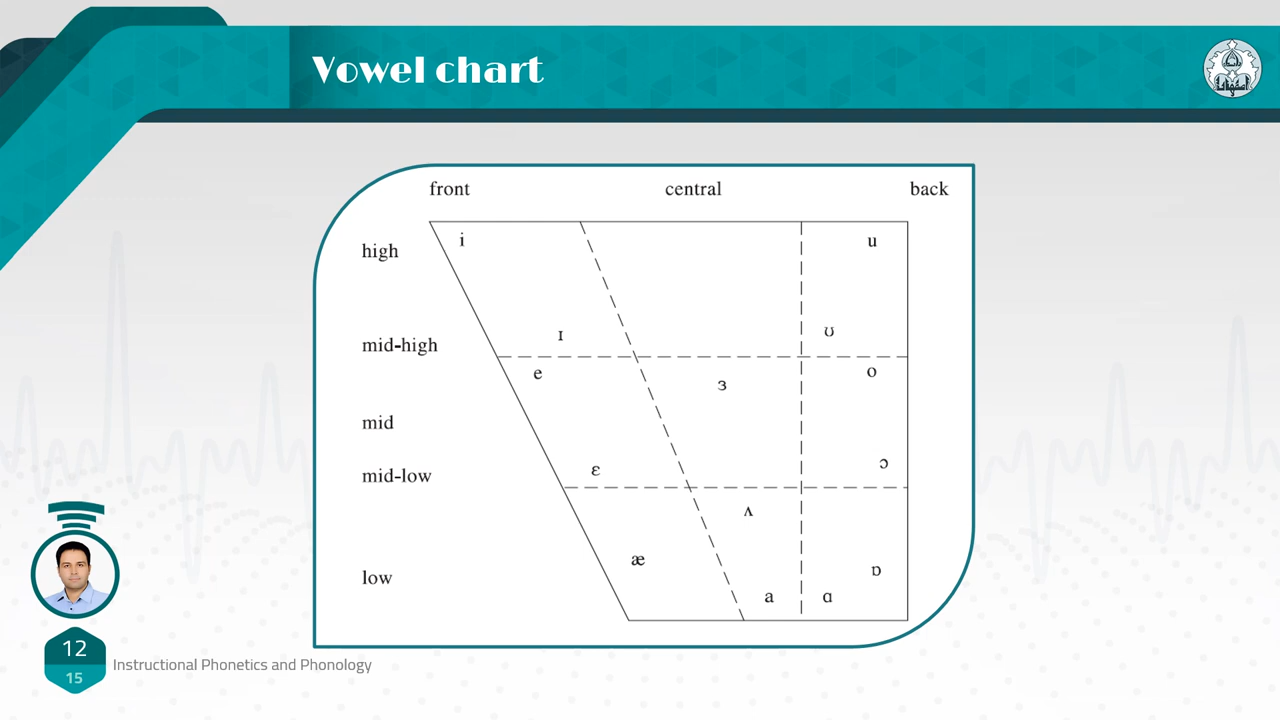 Vowel chart
front central back
high i u
mid-high ɪ ʊ
e ɜ o
mid
mid-low ɛ ɔ
ʌ
low æ ɒ
a ɑ
12
15 Instructional Phonetics and Phonology